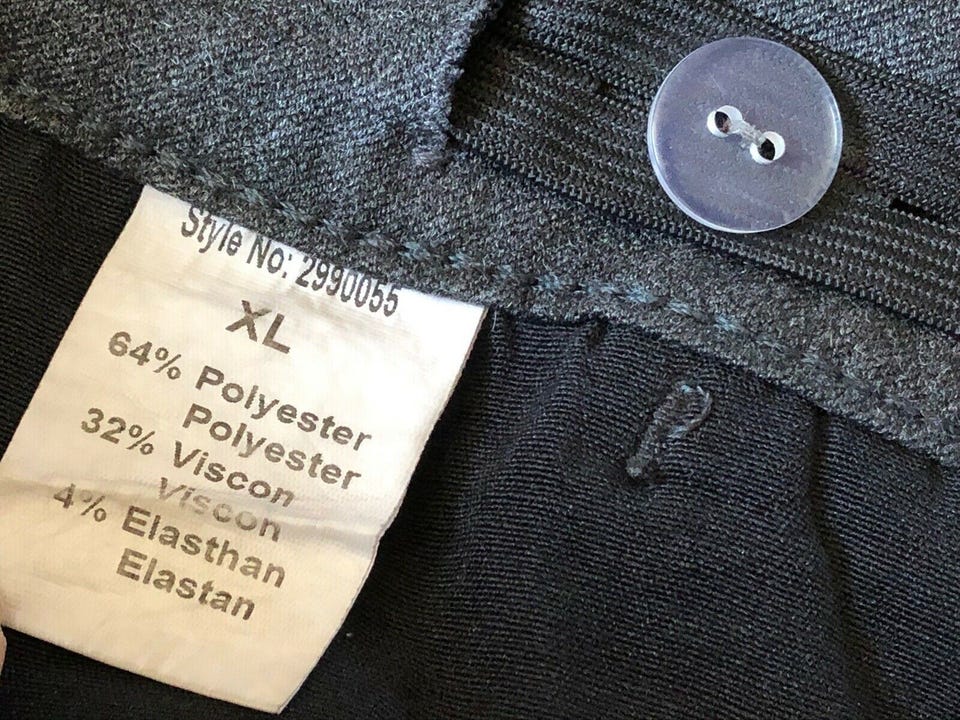 Style No: 2990055
XL
64% Polyester
Polyester
32% Viscon
Viscon
4% Elasthan
Elastan